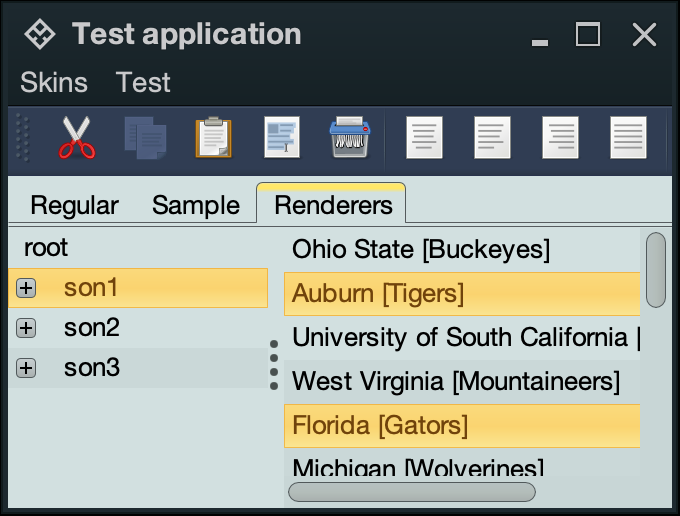 Test application
Skins Test
Regular Sample Renderers
root
son1
son2
son3
Ohio State [Buckeyes]
Auburn [Tigers]
University of South California [
West Virginia [Mountaineers]
Florida [Gators]
Michigan [Wolverines]